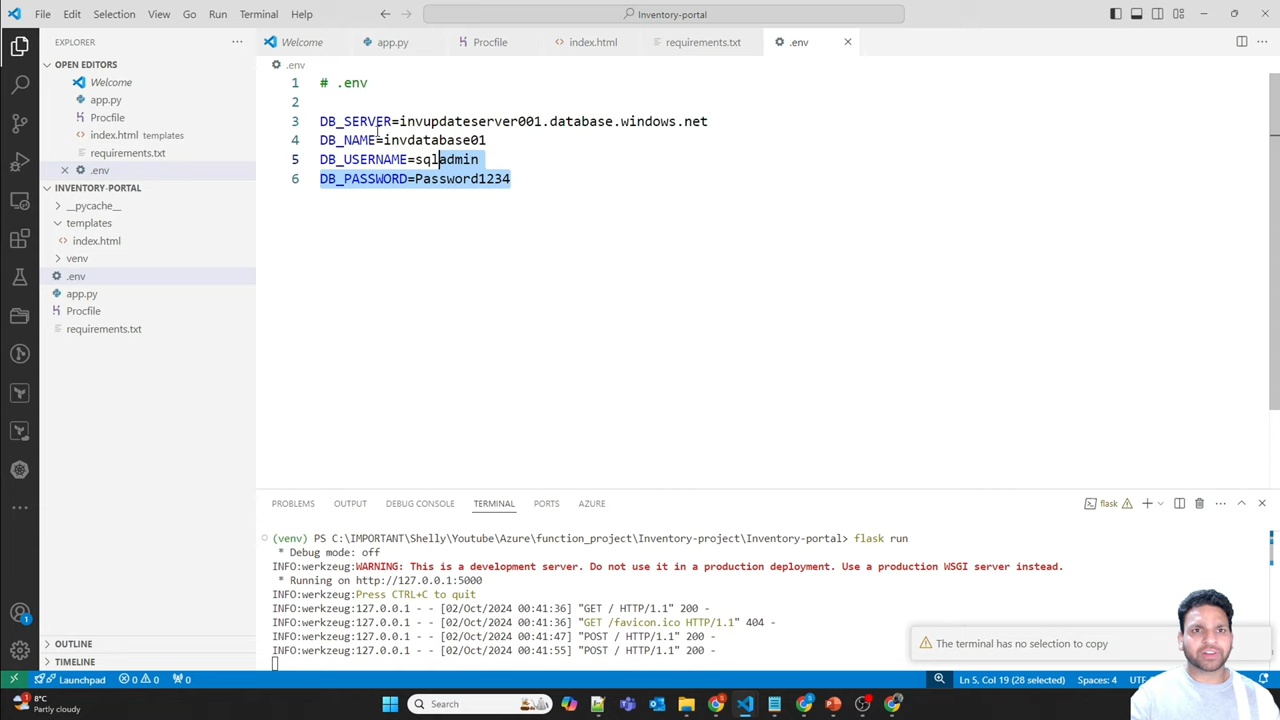 File Edit Selection View Go Run Terminal Help
Inventory-portal
EXPLORER
Welcome app.py Procfile index.html requirements.txt .env
OPEN EDITORS
Welcome
app.py
Procfile
index.html templates
requirements.txt
.env
INVENTORY-PORTAL
__pycache__
templates
index.html
venv
.env
app.py
Procfile
requirements.txt
OUTLINE
TIMELINE
.env
1 # .env
2
3 DB_SERVER=invupdateserver001.database.windows.net
4 DB_NAME=invdatabase01
5 DB_USERNAME=sqladmin
6 DB_PASSWORD=Password1234
PROBLEMS OUTPUT DEBUG CONSOLE TERMINAL PORTS AZURE
flask
(venv) PS C:\IMPORTANT\Shelly\Youtube\Azure\function_project\Inventory-project\Inventory-portal> flask run
* Debug mode: off
INFO:werkzeug:WARNING: This is a development server. Do not use it in a production deployment. Use a production WSGI server instead.
* Running on http://127.0.0.1:5000
INFO:werkzeug:Press CTRL+C to quit
INFO:werkzeug:127.0.0.1 - - [02/Oct/2024 00:41:36] "GET / HTTP/1.1" 200 -
INFO:werkzeug:127.0.0.1 - - [02/Oct/2024 00:41:36] "GET /favicon.ico HTTP/1.1" 404 -
INFO:werkzeug:127.0.0.1 - - [02/Oct/2024 00:41:47] "POST / HTTP/1.1" 200 -
INFO:werkzeug:127.0.0.1 - - [02/Oct/2024 00:41:55] "POST / HTTP/1.1" 200 -
The terminal has no selection to copy
1
Launchpad 0 0 0 Ln 5, Col 19 (28 selected) Spaces: 4
8°C
Partly cloudy
Search